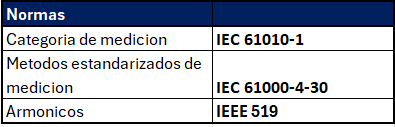 Normas
Categoria de medicion IEC 61010-1
Metodos estandarizados de
medicion IEC 61000-4-30
Armonicos IEEE 519